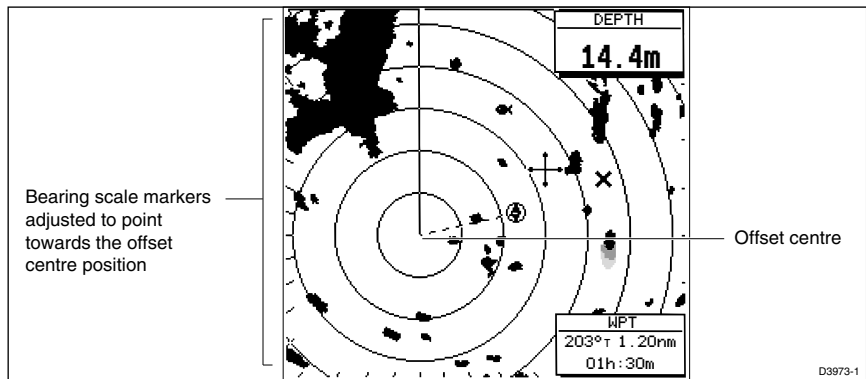 DEPTH
14.4m
Bearing scale markers
adjusted to point
towards the offset
centre position
Offset centre
WPT
203°T 1.20nm
01h:30m
D3973-1